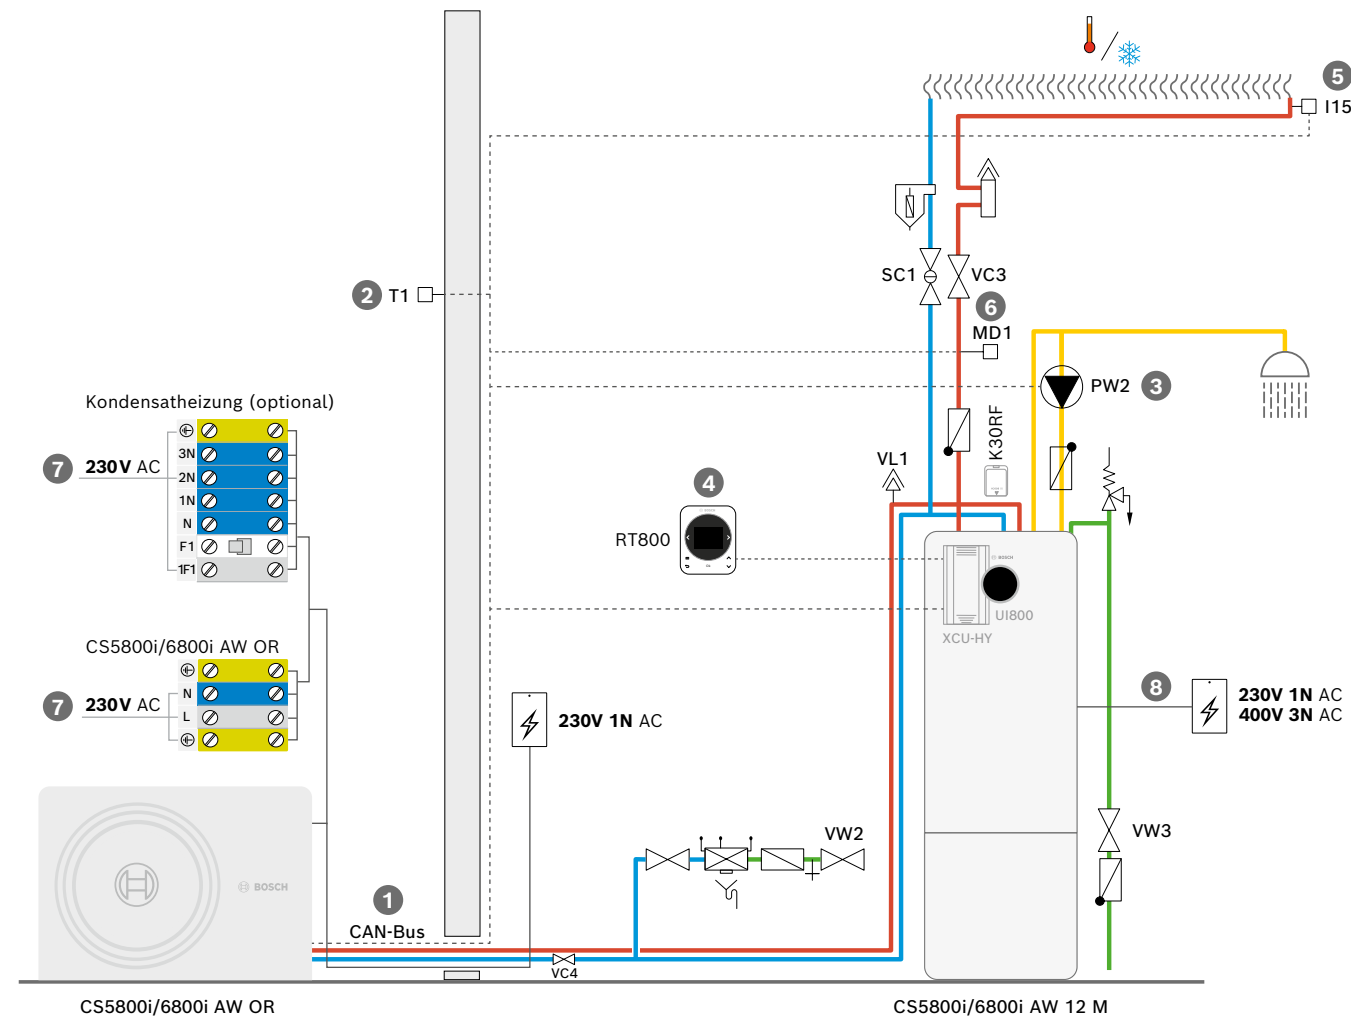 5
I15
SC1
VC3
2 T1
6
MD1
PW2 3
Kondensatheizung (optional)
7 230V AC
3N
2N
1N
N
F1
1F1
K30RF
VL1
4
RT800
BOSCH
UI800
XCU-HY
CS5800i/6800i AW OR
7 230V AC
N
L
230V 1N AC
8
230V 1N AC
400V 3N AC
VW2
VW3
BOSCH
1
CAN-Bus
VC4
CS5800i/6800i AW OR
CS5800i/6800i AW 12 M